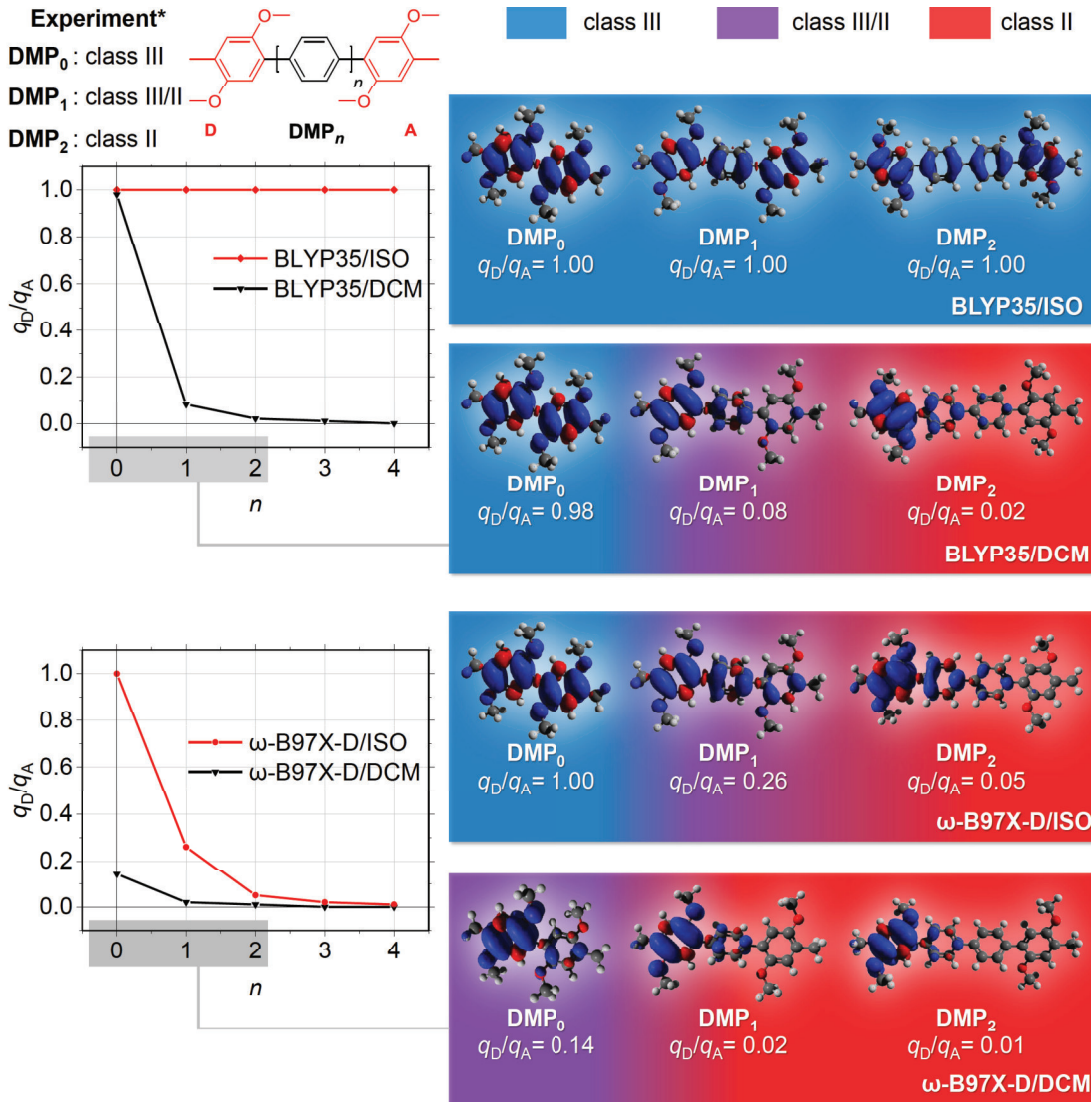 Experiment*
DMP0 : class III
DMP1 : class III/II
DMP2 : class II
O
O
O
O
n
D
DMPn
A
class III
class III/II
class II
1.0
0.8
0.6
0.4
0.2
0.0
qD/qA
BLYP35/ISO
BLYP35/DCM
0 1 2 3 4
n
DMP0 DMP1 DMP2
qD/qA= 1.00 qD/qA= 1.00 qD/qA= 1.00
BLYP35/ISO
DMP0 DMP1 DMP2
qD/qA= 0.98 qD/qA= 0.08 qD/qA= 0.02
BLYP35/DCM
1.0
0.8
0.6
0.4
0.2
0.0
qD/qA
ω-B97X-D/ISO
ω-B97X-D/DCM
0 1 2 3 4
n
DMP0 DMP1 DMP2
qD/qA= 1.00 qD/qA= 0.26 qD/qA= 0.05
ω-B97X-D/ISO
DMP0 DMP1 DMP2
qD/qA= 0.14 qD/qA= 0.02 qD/qA= 0.01
ω-B97X-D/DCM